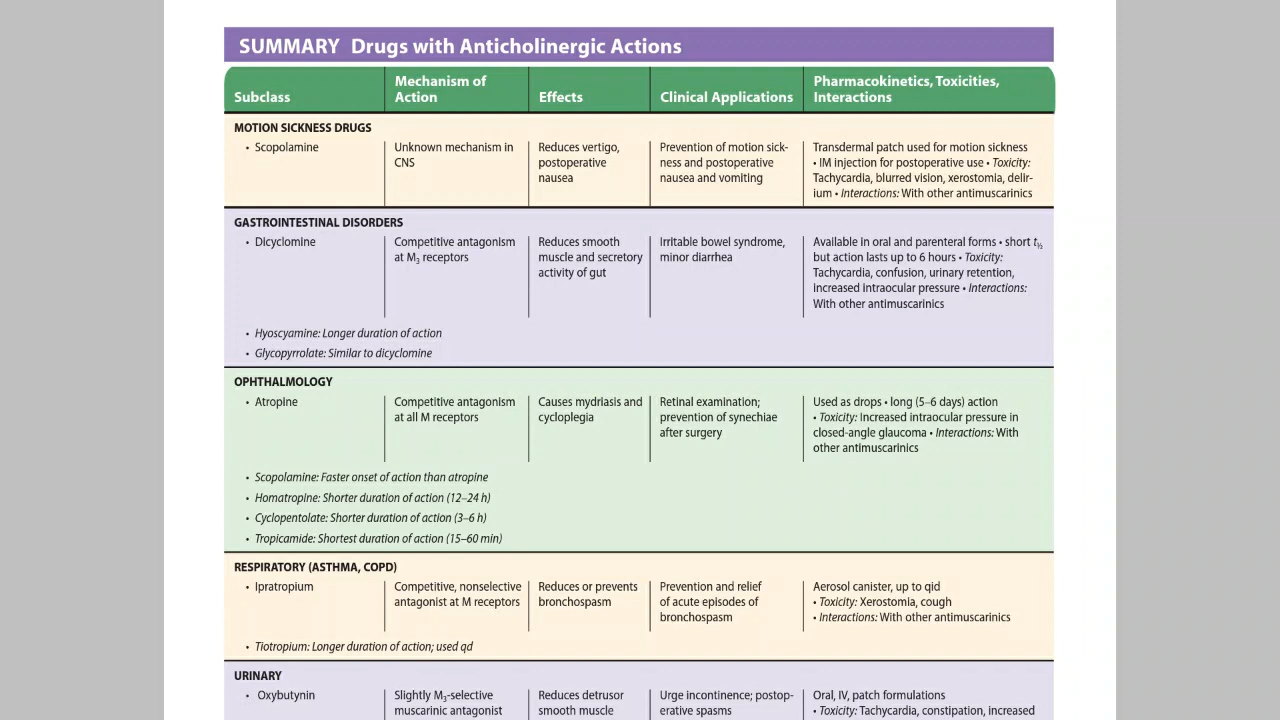 SUMMARY Drugs with Anticholinergic Actions
Subclass
Mechanism of
Action
Effects
Clinical Applications
Pharmacokinetics, Toxicities,
Interactions
MOTION SICKNESS DRUGS
• Scopolamine
Unknown mechanism in
CNS
Reduces vertigo,
postoperative
nausea
Prevention of motion sick-
ness and postoperative
nausea and vomiting
Transdermal patch used for motion sickness
• IM injection for postoperative use • Toxicity:
Tachycardia, blurred vision, xerostomia, delir-
ium • Interactions: With other antimuscarinics
GASTROINTESTINAL DISORDERS
• Dicyclomine
Competitive antagonism
at M3 receptors
Reduces smooth
muscle and secretory
activity of gut
Irritable bowel syndrome,
minor diarrhea
Available in oral and parenteral forms • short t½
but action lasts up to 6 hours • Toxicity:
Tachycardia, confusion, urinary retention,
increased intraocular pressure • Interactions:
With other antimuscarinics
• Hyoscyamine: Longer duration of action
• Glycopyrrolate: Similar to dicyclomine
OPHTHALMOLOGY
• Atropine
Competitive antagonism
at all M receptors
Causes mydriasis and
cycloplegia
Retinal examination;
prevention of synechiae
after surgery
Used as drops • long (5–6 days) action
• Toxicity: Increased intraocular pressure in
closed-angle glaucoma • Interactions: With
other antimuscarinics
• Scopolamine: Faster onset of action than atropine
• Homatropine: Shorter duration of action (12–24 h)
• Cyclopentolate: Shorter duration of action (3–6 h)
• Tropicamide: Shortest duration of action (15–60 min)
RESPIRATORY (ASTHMA, COPD)
• Ipratropium
Competitive, nonselective
antagonist at M receptors
Reduces or prevents
bronchospasm
Prevention and relief
of acute episodes of
bronchospasm
Aerosol canister, up to qid
• Toxicity: Xerostomia, cough
• Interactions: With other antimuscarinics
• Tiotropium: Longer duration of action; used qd
URINARY
• Oxybutynin
Slightly M3-selective
muscarinic antagonist
Reduces detrusor
smooth muscle
Urge incontinence; postop-
erative spasms
Oral, IV, patch formulations
• Toxicity: Tachycardia, constipation, increased